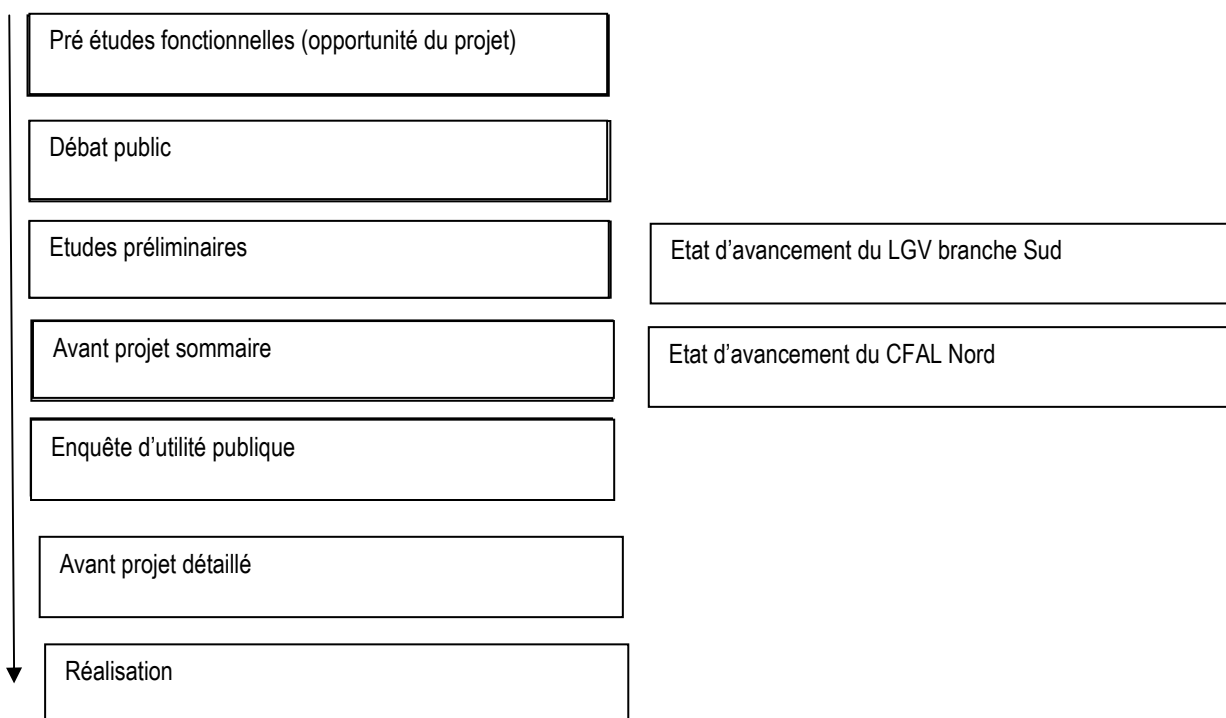 Pré études fonctionnelles (opportunité du projet)
Débat public
Etudes préliminaires
Etat d’avancement du LGV branche Sud
Avant projet sommaire
Etat d’avancement du CFAL Nord
Enquête d’utilité publique
Avant projet détaillé
Réalisation